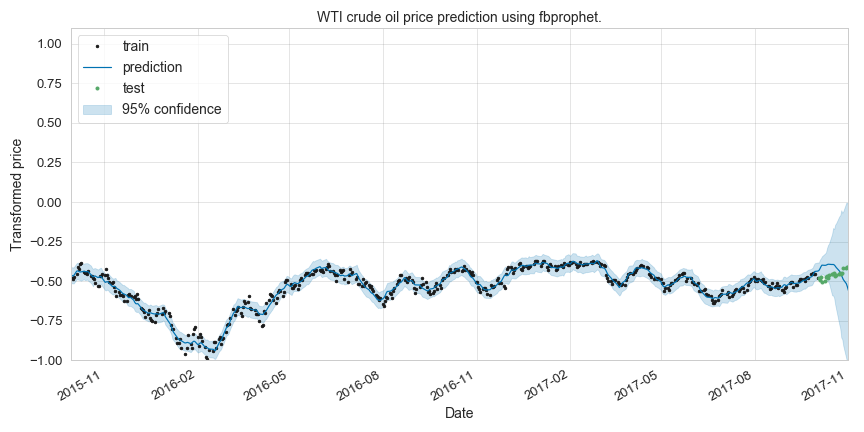 WTI crude oil price prediction using fbprophet.
train
prediction
test
95% confidence
Transformed price
1.00
0.75
0.50
0.25
0.00
−0.25
−0.50
−0.75
−1.00
2015-11
2016-02
2016-05
2016-08
2016-11
2017-02
2017-05
2017-08
2017-11
Date